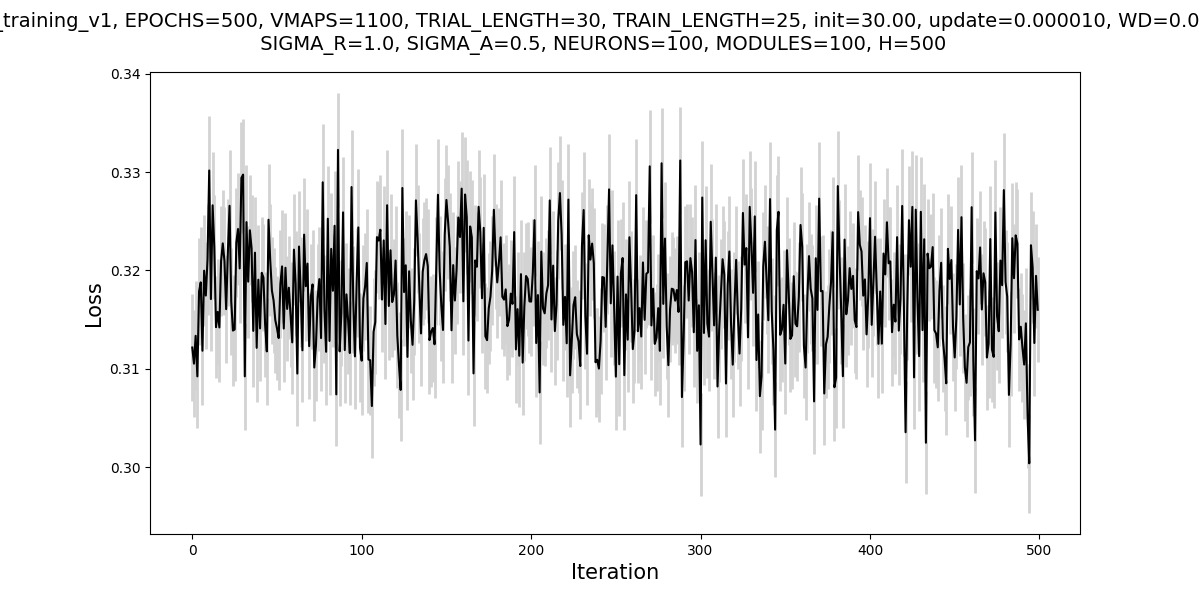 _training_v1, EPOCHS=500, VMAPS=1100, TRIAL_LENGTH=30, TRAIN_LENGTH=25, init=30.00, update=0.000010, WD=0.0
SIGMA_R=1.0, SIGMA_A=0.5, NEURONS=100, MODULES=100, H=500
0.34
0.33
0.32
0.31
0.30
Loss
0
100
200
300
400
500
Iteration